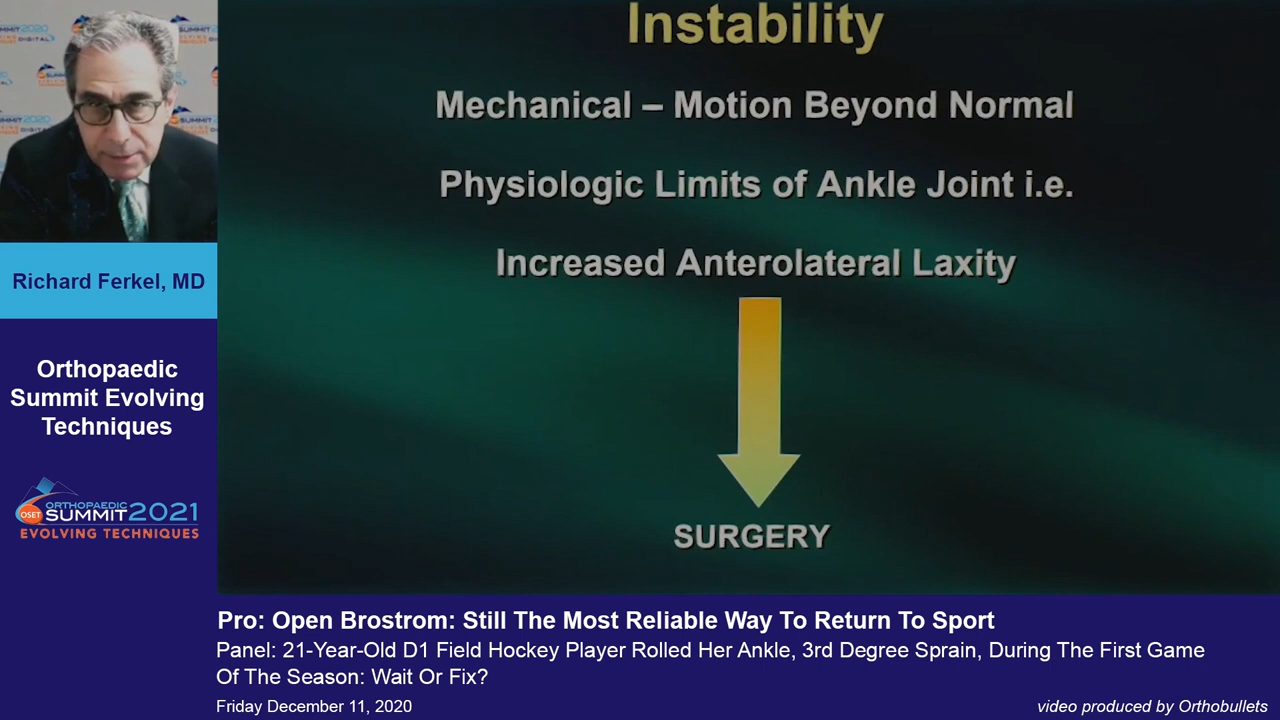 Instability
Mechanical – Motion Beyond Normal
Physiologic Limits of Ankle Joint i.e.
Increased Anterolateral Laxity
SURGERY
Richard Ferkel, MD
Orthopaedic
Summit Evolving
Techniques
OSET
ORTHOPAEDIC
SUMMIT 2021
EVOLVING TECHNIQUES
Pro: Open Brostrom: Still The Most Reliable Way To Return To Sport
Panel: 21-Year-Old D1 Field Hockey Player Rolled Her Ankle, 3rd Degree Sprain, During The First Game
Of The Season: Wait Or Fix?
Friday December 11, 2020
video produced by Orthobullets